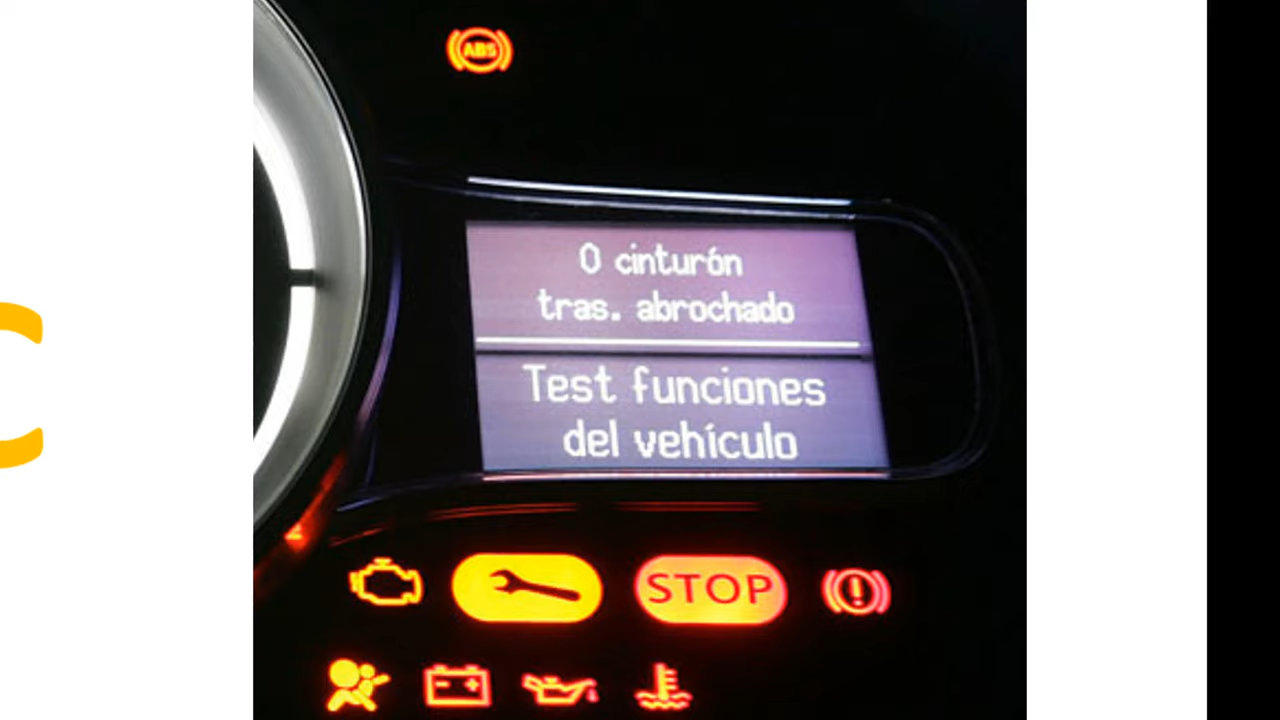 ABS
0 cinturón
tras. abrochado
Test funciones
del vehículo
STOP